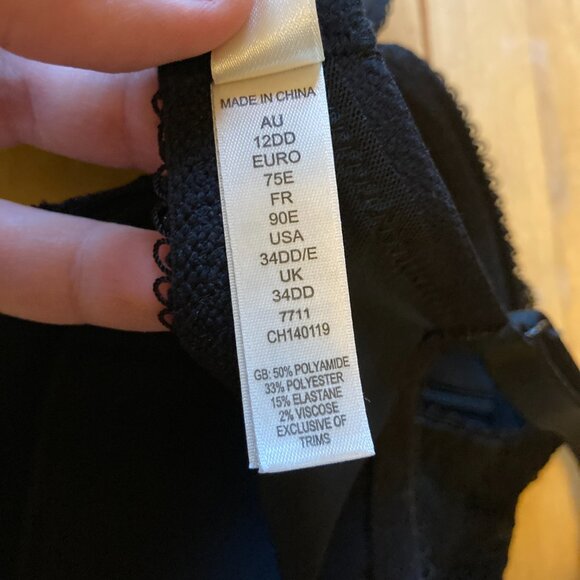 MADE IN CHINA
AU
12DD
EURO
75E
FR
90E
USA
34DD/E
UK
34DD
7711
CH140119
GB: 50% POLYAMIDE
33% POLYESTER
15% ELASTANE
2% VISCOSE
EXCLUSIVE OF
TRIMS